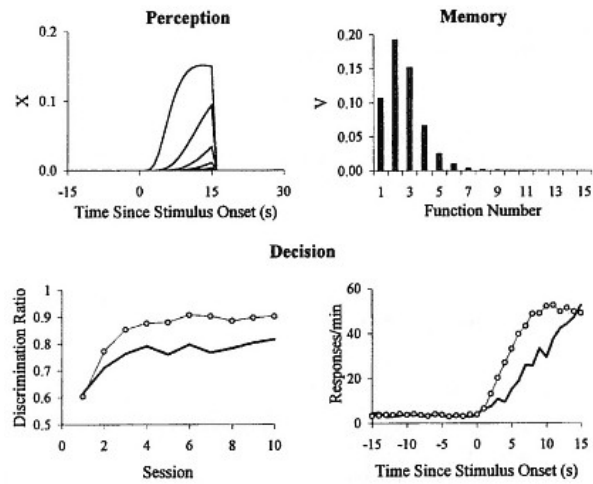 Perception
0.2
0.1
0.0
X
-15 0 15 30
Time Since Stimulus Onset (s)
Memory
0.20
0.15
0.10
0.05
0.00
V
1 3 5 7 9 11 13 15
Function Number
Decision
1
0.9
0.8
0.7
0.6
0.5
Discrimination Ratio
0 2 4 6 8 10
Session
60
40
20
0
Responses/min
-15 -10 -5 0 5 10 15
Time Since Stimulus Onset (s)